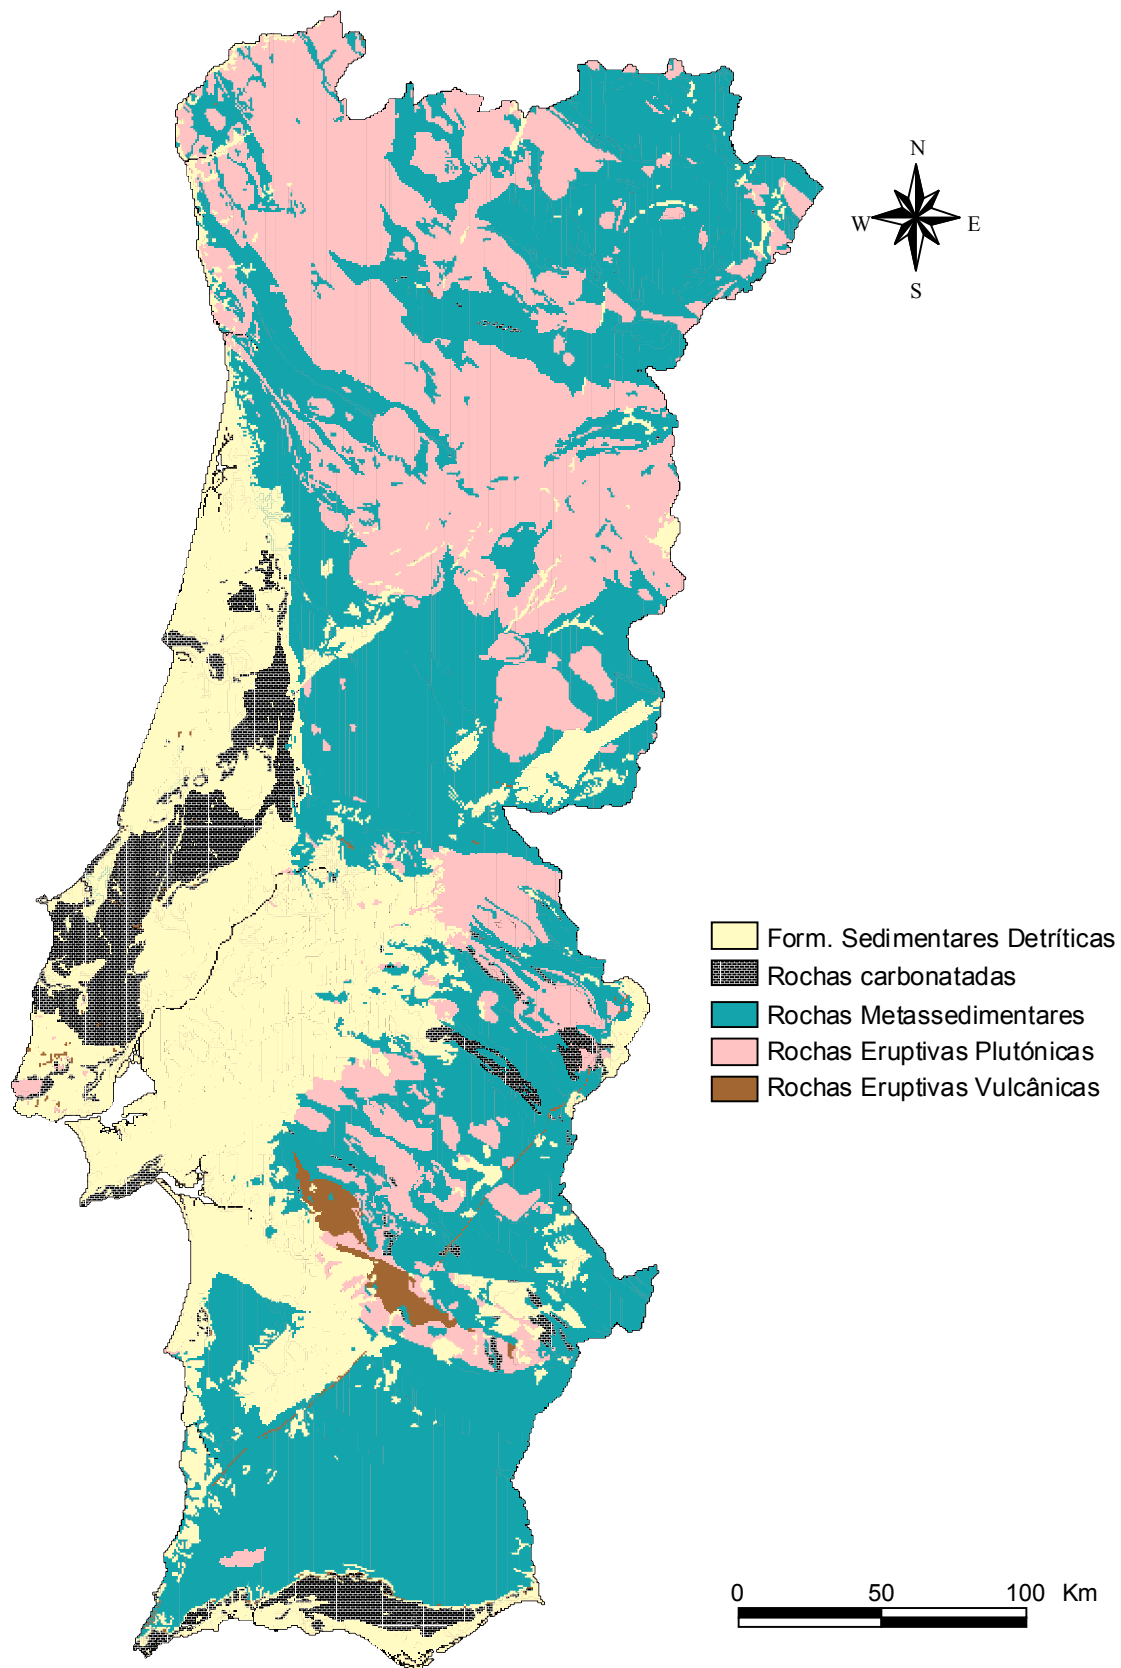 N
W E
S
Form. Sedimentares Detríticas
Rochas carbonatadas
Rochas Metassedimentares
Rochas Eruptivas Plutónicas
Rochas Eruptivas Vulcânicas
0 50 100 Km